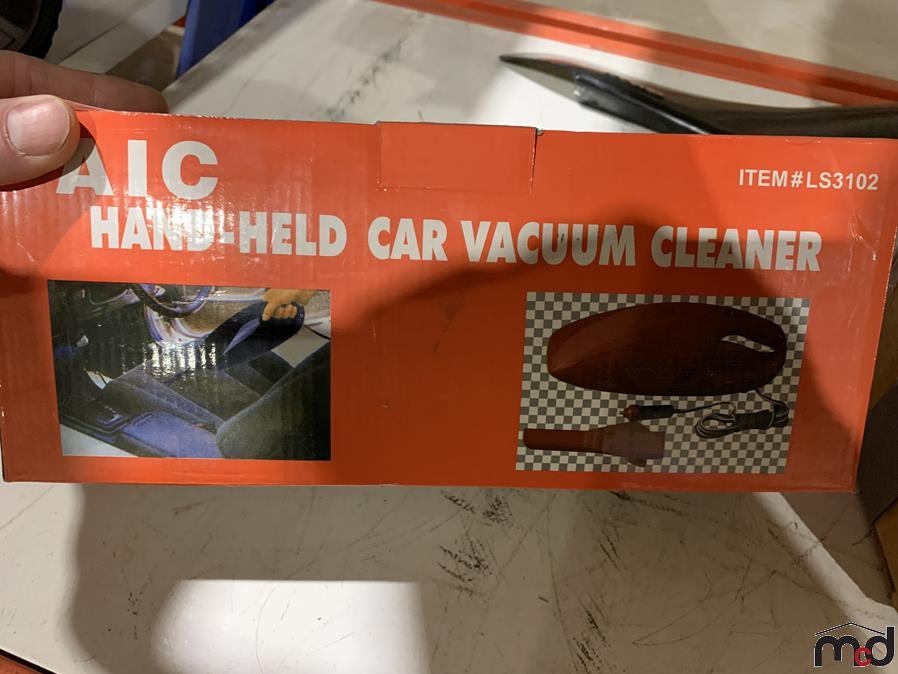 AIC
ITEM#LS3102
HAND-HELD CAR VACUUM CLEANER
mcd